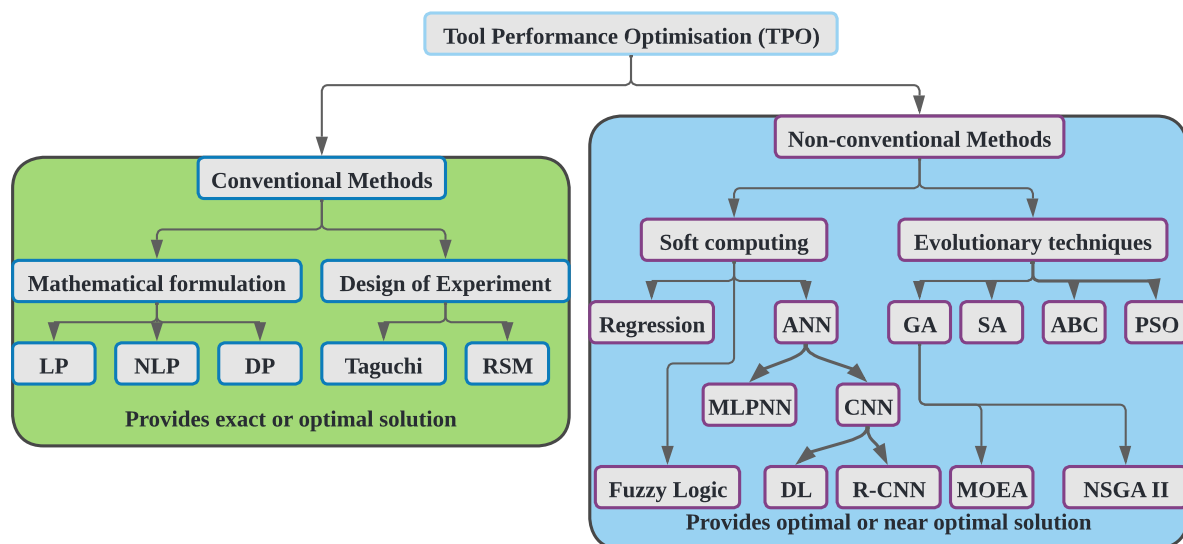 Tool Performance Optimisation (TPO)
Conventional Methods
Mathematical formulation
Design of Experiment
LP
NLP
DP
Taguchi
RSM
Provides exact or optimal solution
Non-conventional Methods
Soft computing
Evolutionary techniques
Regression
ANN
GA
SA
ABC
PSO
MLPNN
CNN
Fuzzy Logic
DL
R-CNN
MOEA
NSGA II
Provides optimal or near optimal solution